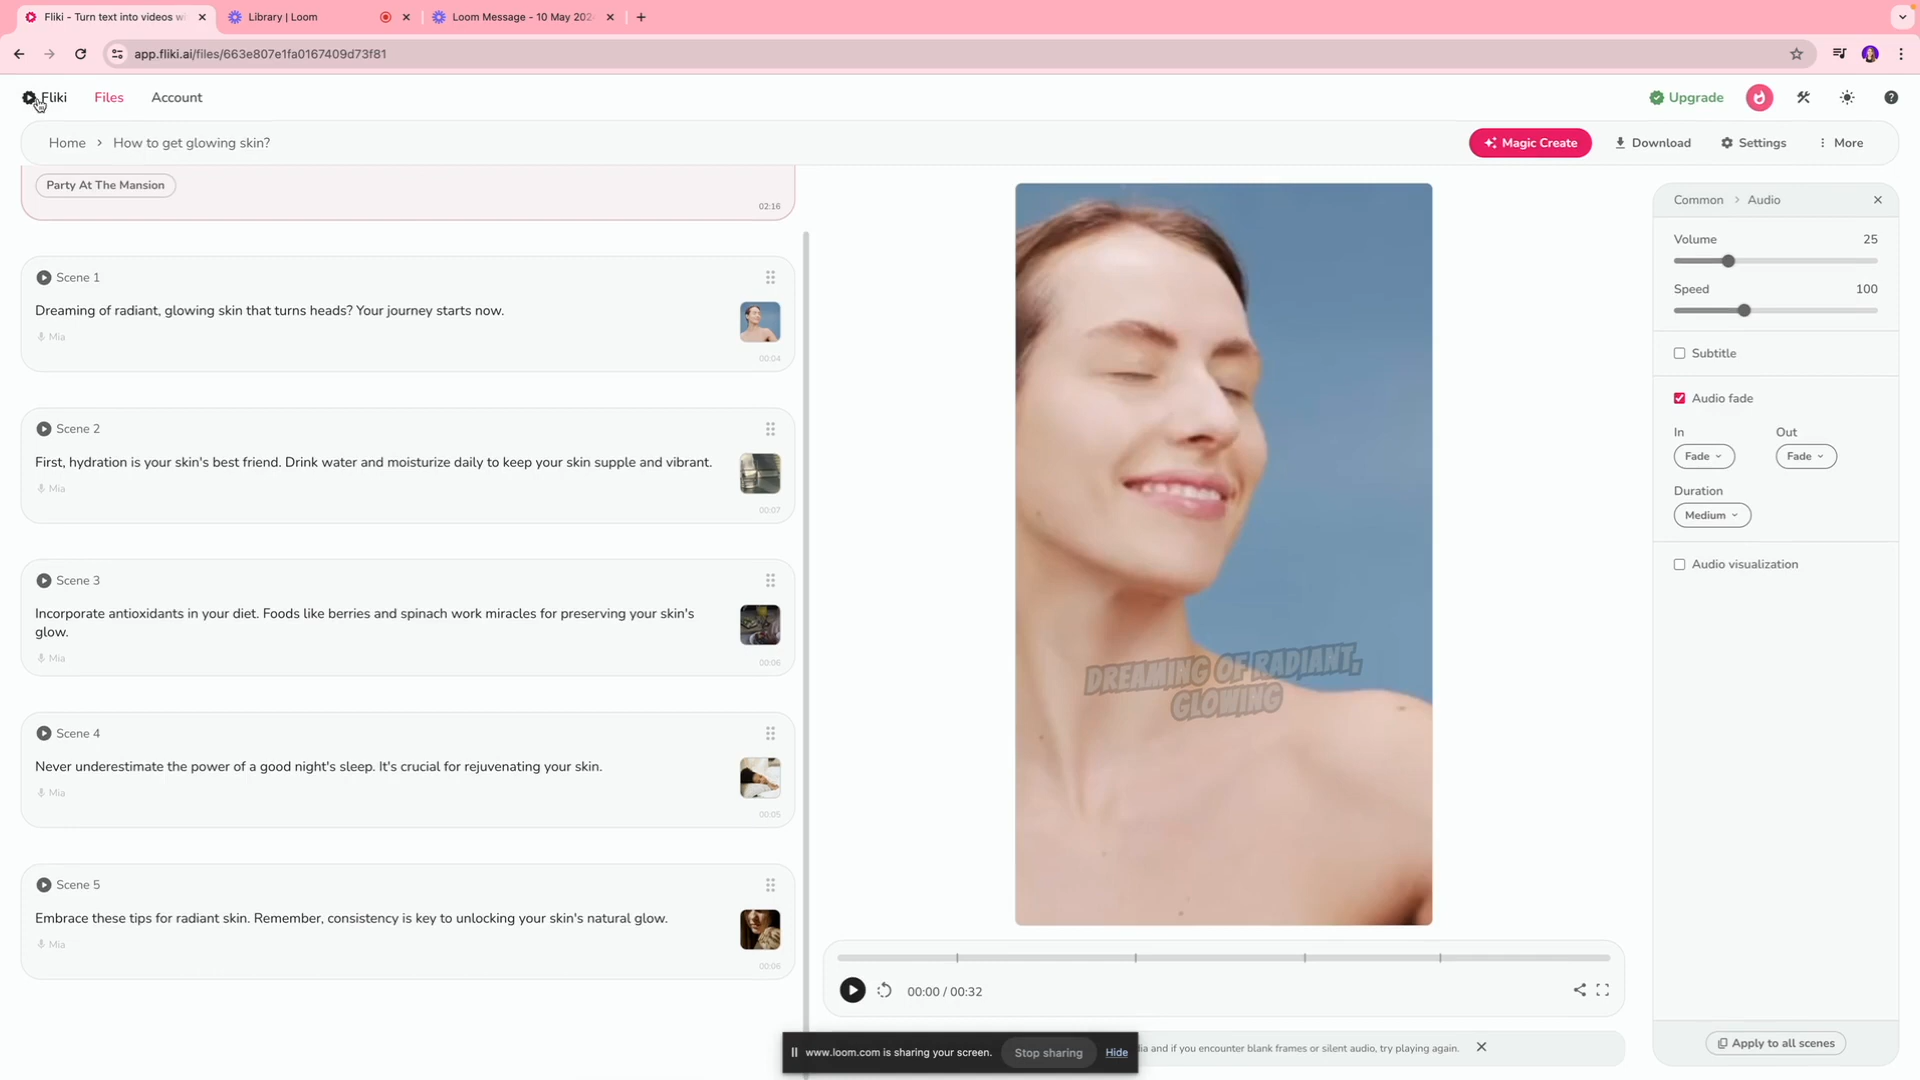 Fliki - Turn text into videos wi
Library | Loom
Loom Message - 10 May 202
app.fliki.ai/files/663e807e1fa0167409d73f81
Fliki
Files
Account
Upgrade
Home > How to get glowing skin?
Magic Create
Download
Settings
More
Party At The Mansion
02:16
Scene 1
Dreaming of radiant, glowing skin that turns heads? Your journey starts now.
Mia
00:04
Scene 2
First, hydration is your skin's best friend. Drink water and moisturize daily to keep your skin supple and vibrant.
Mia
00:07
Scene 3
Incorporate antioxidants in your diet. Foods like berries and spinach work miracles for preserving your skin's
glow.
Mia
00:06
Scene 4
Never underestimate the power of a good night's sleep. It's crucial for rejuvenating your skin.
Mia
00:05
Scene 5
Embrace these tips for radiant skin. Remember, consistency is key to unlocking your skin's natural glow.
Mia
00:06
DREAMING OF RADIANT,
GLOWING
00:00 / 00:32
Common > Audio
Volume 25
Speed 100
Subtitle
Audio fade
In Out
Fade Fade
Duration
Medium
Audio visualization
Apply to all scenes
www.loom.com is sharing your screen.
Stop sharing
Hide
dia and if you encounter blank frames or silent audio, try playing again.